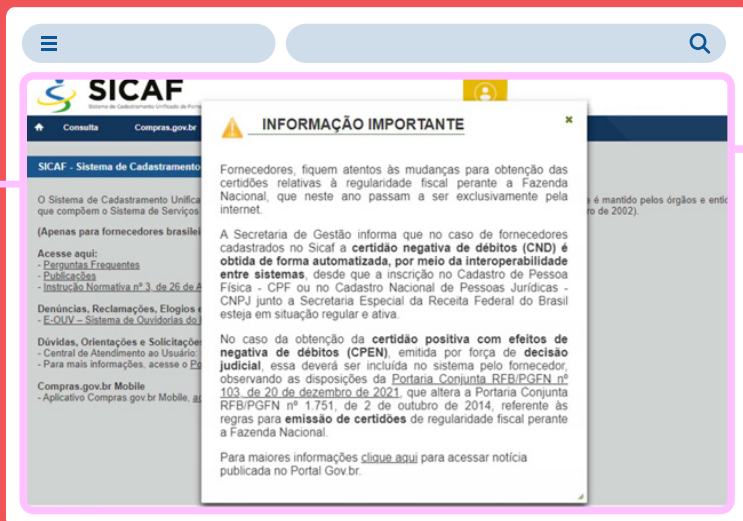 SICAF
Sistema de Cadastramento Unificado de Forne
Consulta Compras.gov.br
INFORMAÇÃO IMPORTANTE
SICAF - Sistema de Cadastramento
Fornecedores, fiquem atentos às mudanças para obtenção das
certidões relativas à regularidade fiscal perante a Fazenda
Nacional, que neste ano passam a ser exclusivamente pela
internet.
A Secretaria de Gestão informa que no caso de fornecedores
cadastrados no Sicaf a certidão negativa de débitos (CND) é
obtida de forma automatizada, por meio da interoperabilidade
entre sistemas, desde que a inscrição no Cadastro de Pessoa
Física - CPF ou no Cadastro Nacional de Pessoas Jurídicas -
CNPJ junto a Secretaria Especial da Receita Federal do Brasil
esteja em situação regular e ativa.
No caso da obtenção da certidão positiva com efeitos de
negativa de débitos (CPEN), emitida por força de decisão
judicial, essa deverá ser incluída no sistema pelo fornecedor,
observando as disposições da Portaria Conjunta RFB/PGFN nº
103, de 20 de dezembro de 2021, que altera a Portaria Conjunta
RFB/PGFN nº 1.751, de 2 de outubro de 2014, referente às
regras para emissão de certidões de regularidade fiscal perante
a Fazenda Nacional.
Para maiores informações clique aqui para acessar notícia
publicada no Portal Gov.br.
O Sistema de Cadastramento Unifica
é mantido pelos órgãos e entid
que compõem o Sistema de Serviços
ro de 2002).
(Apenas para fornecedores brasilei
Acesse aqui:
- Perguntas Frequentes
- Publicações
- Instrução Normativa nº 3, de 26 de A
Denúncias, Reclamações, Elogios e
- E-OUV – Sistema de Ouvidorias do
Dúvidas, Orientações e Solicitações
- Central de Atendimento ao Usuário:
- Para mais informações, acesse o Po
Compras.gov.br Mobile
- Aplicativo Compras.gov.br Mobile,